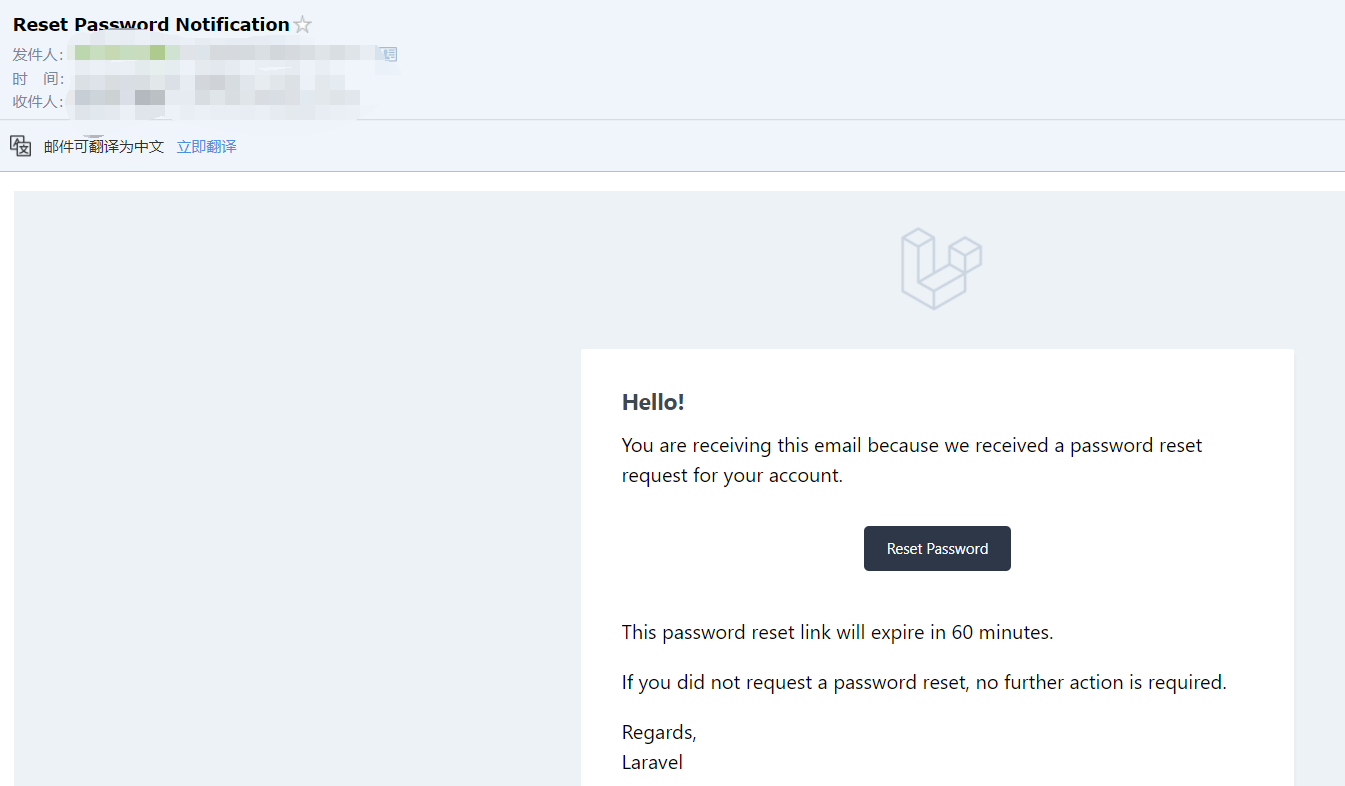 Reset Password Notification
发件人:
时 间:
收件人:
邮件可翻译为中文 立即翻译
Hello!
You are receiving this email because we received a password reset
request for your account.
Reset Password
This password reset link will expire in 60 minutes.
If you did not request a password reset, no further action is required.
Regards,
Laravel